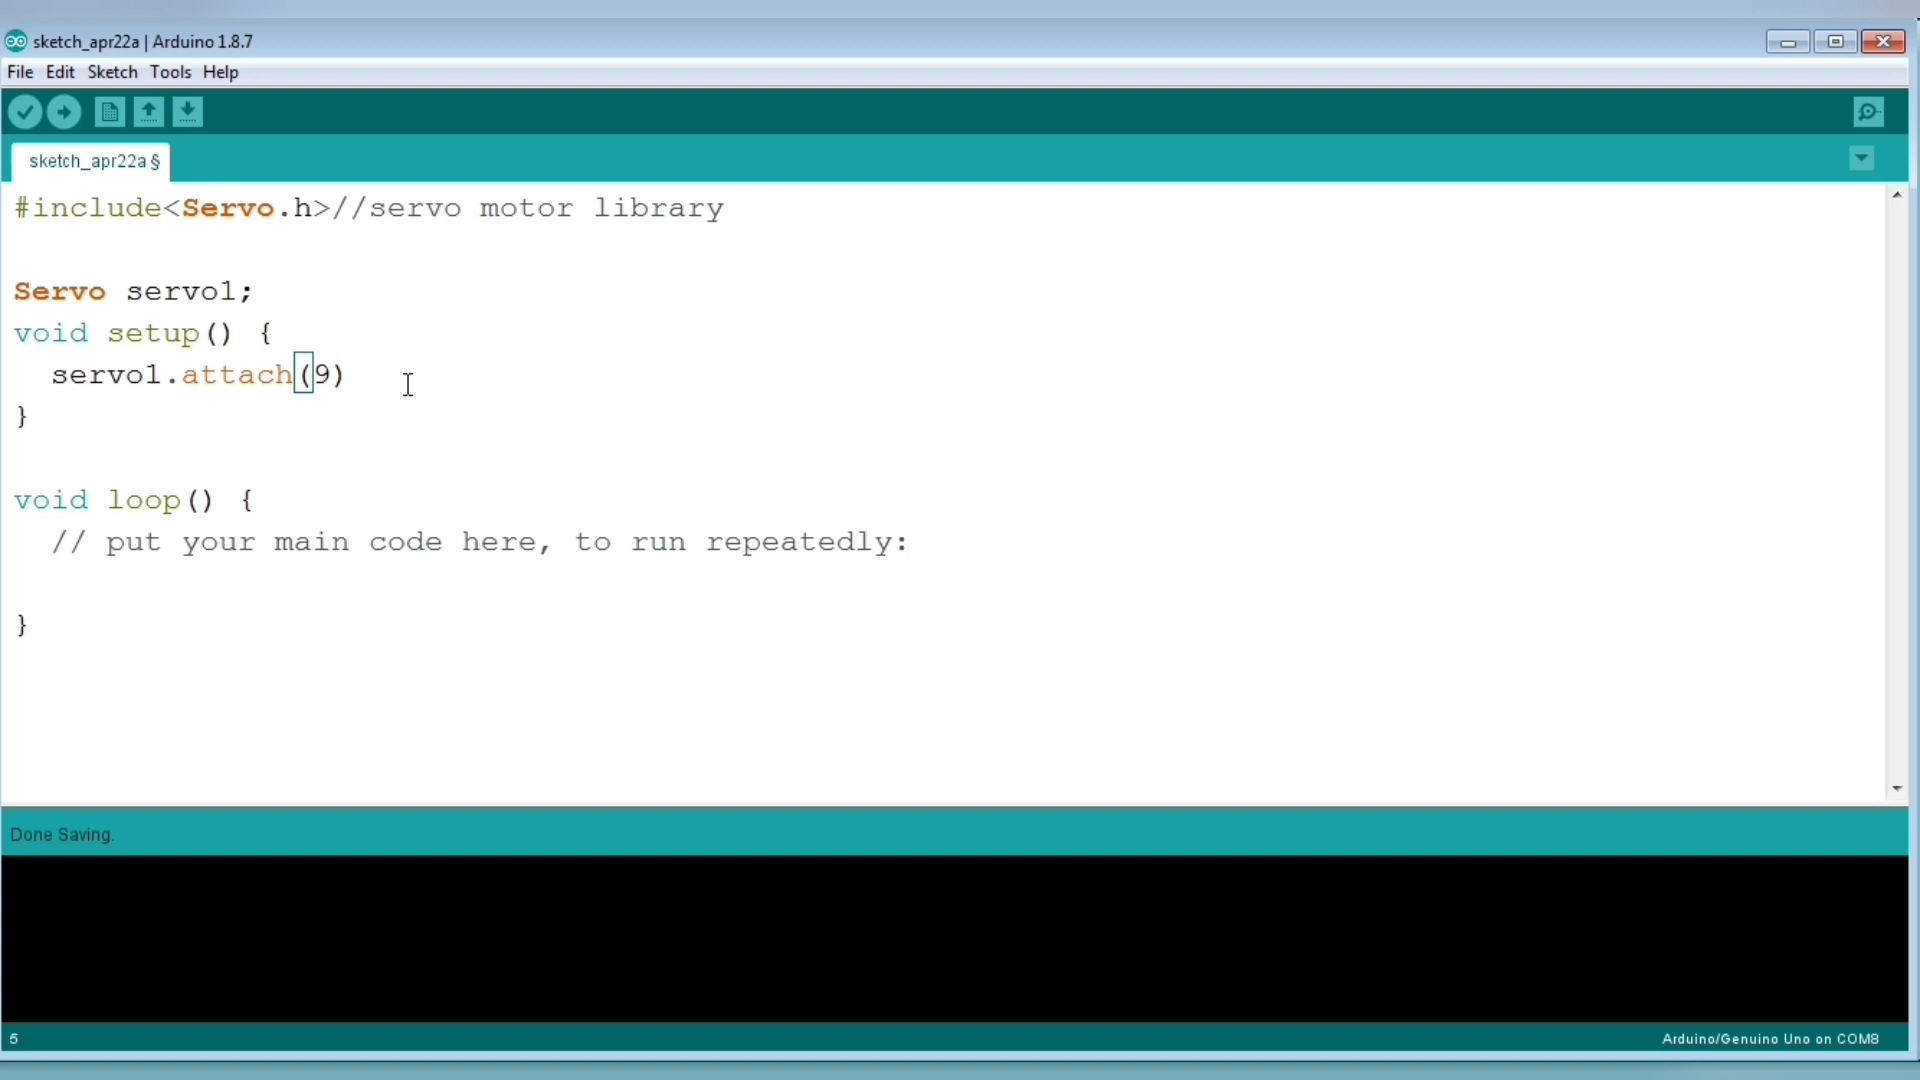 sketch_apr22a | Arduino 1.8.7
File Edit Sketch Tools Help
sketch_apr22a §
#include<Servo.h>//servo motor library
Servo servo1;
void setup() {
servo1.attach(9)
}
void loop() {
// put your main code here, to run repeatedly:
}
Done Saving.
5
Arduino/Genuino Uno on COM8